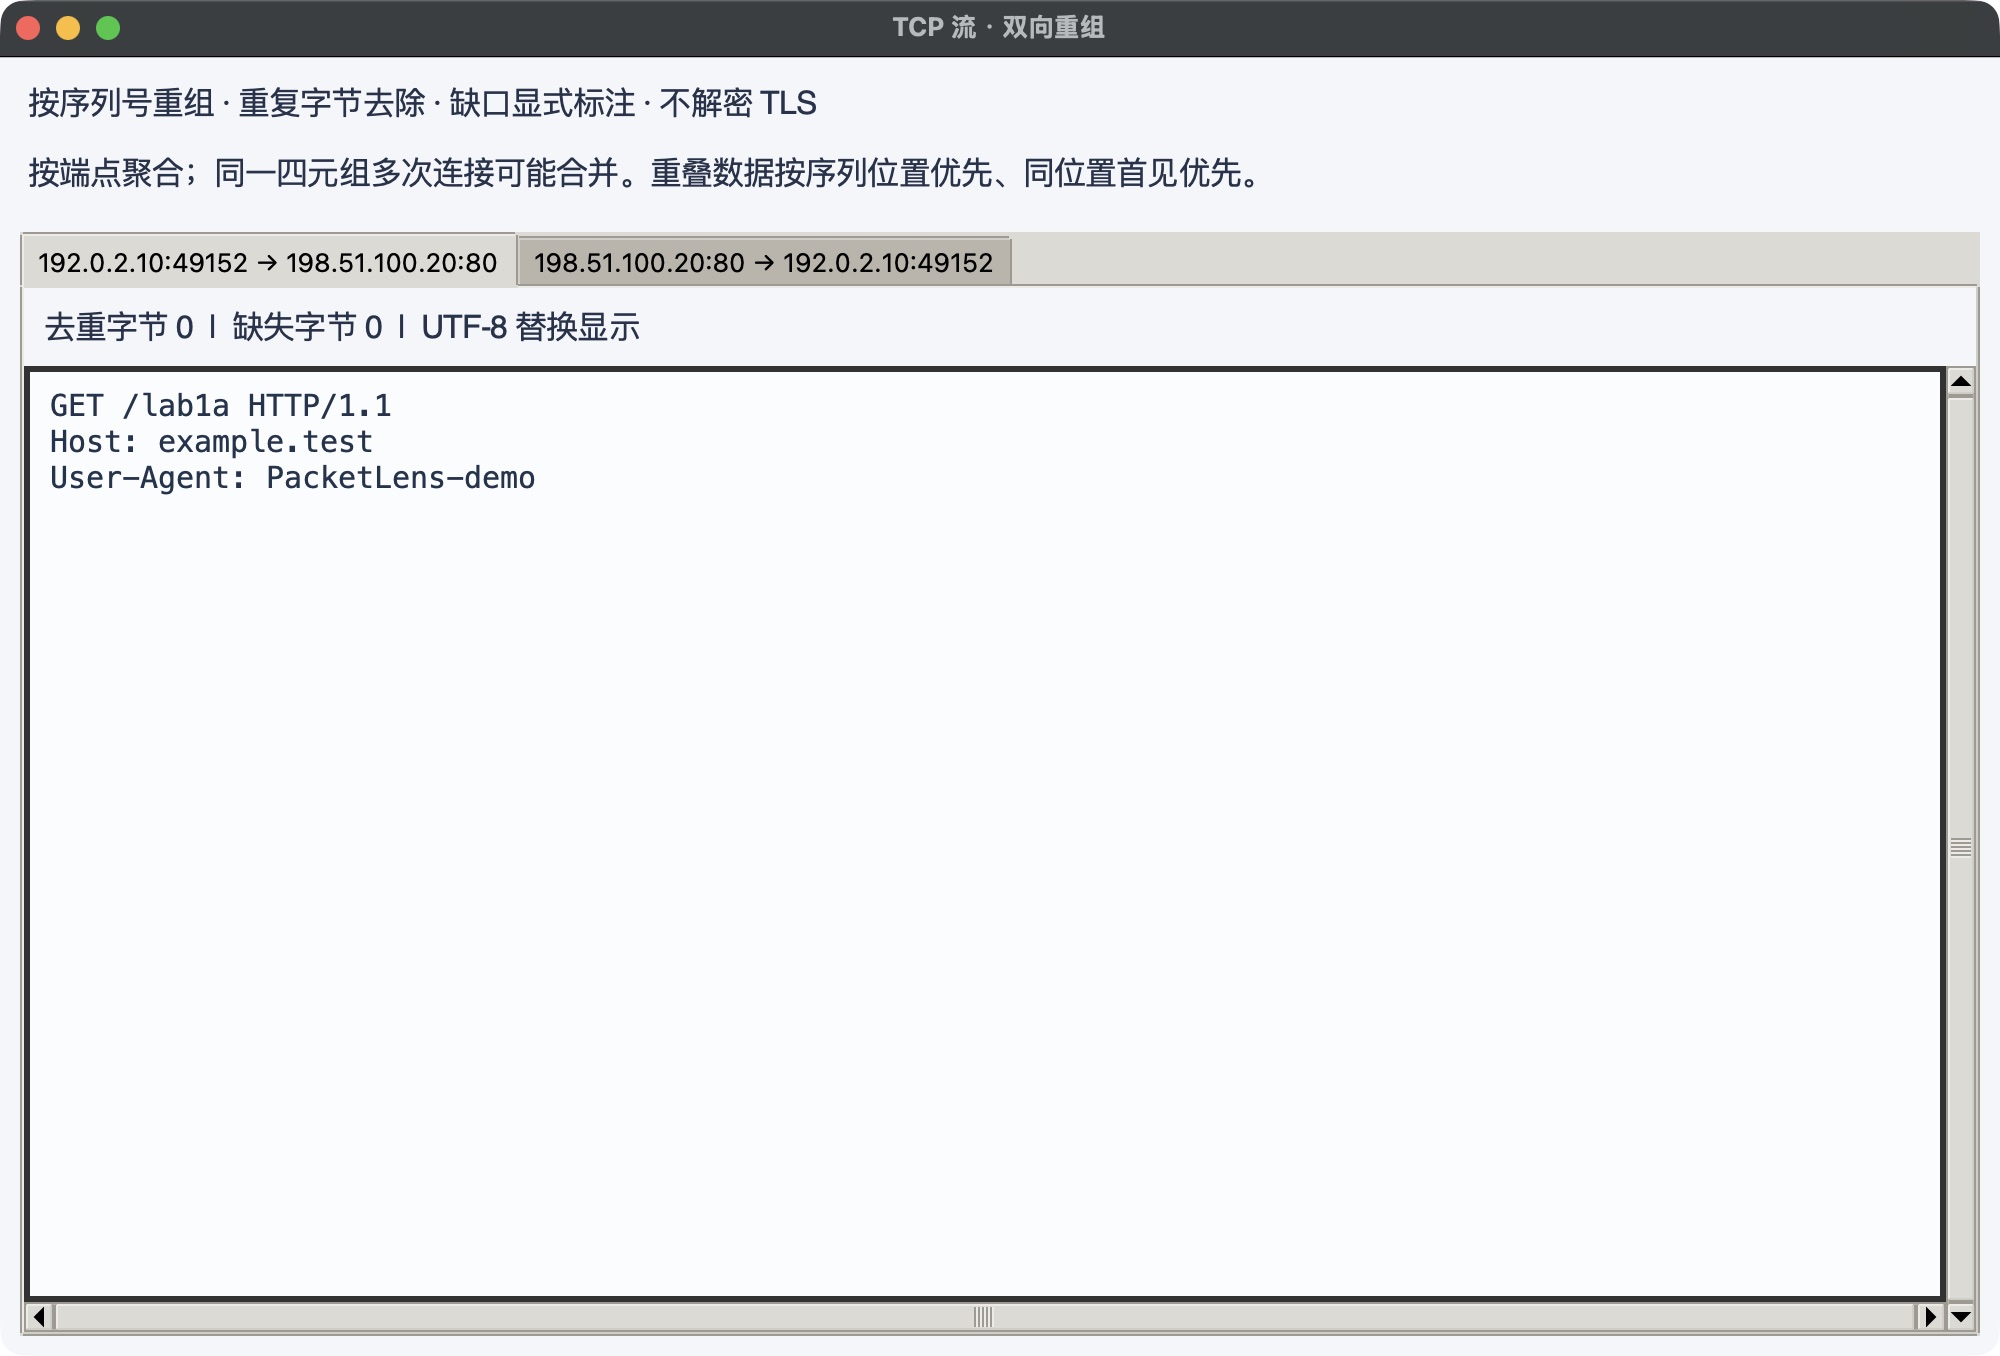 TCP 流 · 双向重组
按序列号重组 · 重复字节去除 · 缺口显式标注 · 不解密 TLS
按端点聚合；同一四元组多次连接可能合并。重叠数据按序列位置优先、同位置首见优先。
192.0.2.10:49152 → 198.51.100.20:80
198.51.100.20:80 → 192.0.2.10:49152
去重字节 0 | 缺失字节 0 | UTF-8 替换显示
GET /lab1a HTTP/1.1
Host: example.test
User-Agent: PacketLens-demo